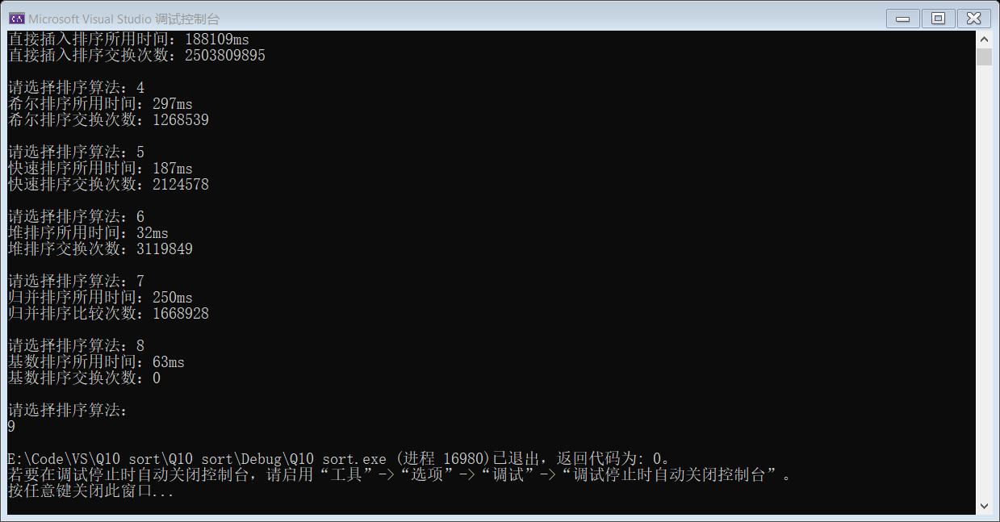 Microsoft Visual Studio 调试控制台
直接插入排序所用时间：188109ms
直接插入排序交换次数：2503809895
请选择排序算法：4
希尔排序所用时间：297ms
希尔排序交换次数：1268539
请选择排序算法：5
快速排序所用时间：187ms
快速排序交换次数：2124578
请选择排序算法：6
堆排序所用时间：32ms
堆排序交换次数：3119849
请选择排序算法：7
归并排序所用时间：250ms
归并排序比较次数：1668928
请选择排序算法：8
基数排序所用时间：63ms
基数排序交换次数：0
请选择排序算法：
9
E:\Code\VS\Q10 sort\Q10 sort\Debug\Q10 sort.exe (进程 16980)已退出，返回代码为: 0。
若要在调试停止时自动关闭控制台，请启用“工具”->“选项”->“调试”->“调试停止时自动关闭控制台”。
按任意键关闭此窗口...